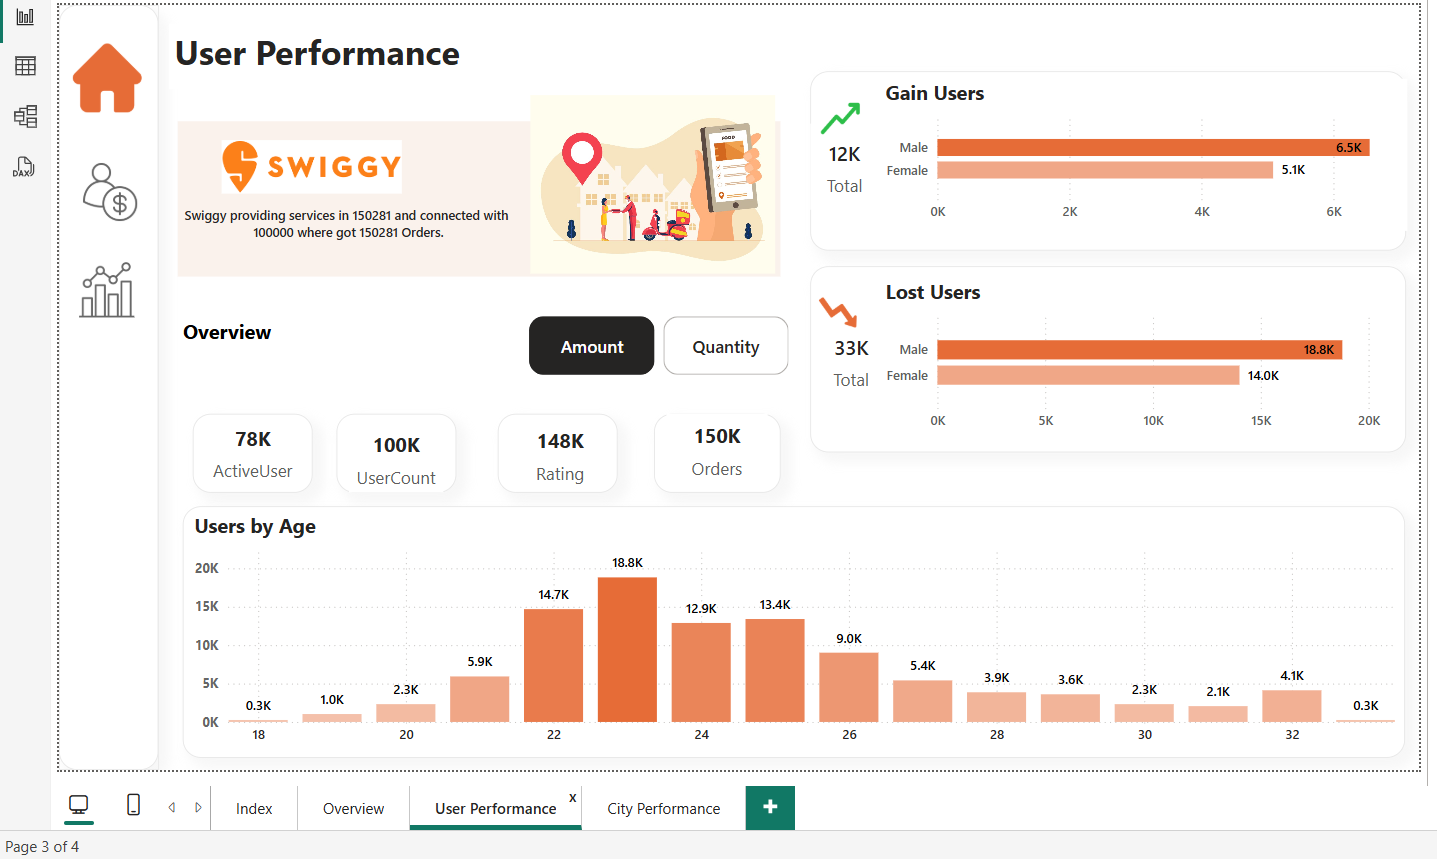 DAX
User Performance
SWIGGY
Swiggy providing services in 150281 and connected with
100000 where got 150281 Orders.
FOOD
Gain Users
12K
Total
Male
6.5K
Female
5.1K
0K 2K 4K 6K
Lost Users
33K
Total
Male
18.8K
Female
14.0K
0K 5K 10K 15K 20K
Overview
Amount
Quantity
78K
ActiveUser
100K
UserCount
148K
Rating
150K
Orders
Users by Age
20K
15K
10K
5K
0K
0.3K
1.0K
2.3K
5.9K
14.7K
18.8K
12.9K
13.4K
9.0K
5.4K
3.9K
3.6K
2.3K
2.1K
4.1K
0.3K
18 20 22 24 26 28 30 32
Index
Overview
User Performance
x
City Performance
+
Page 3 of 4